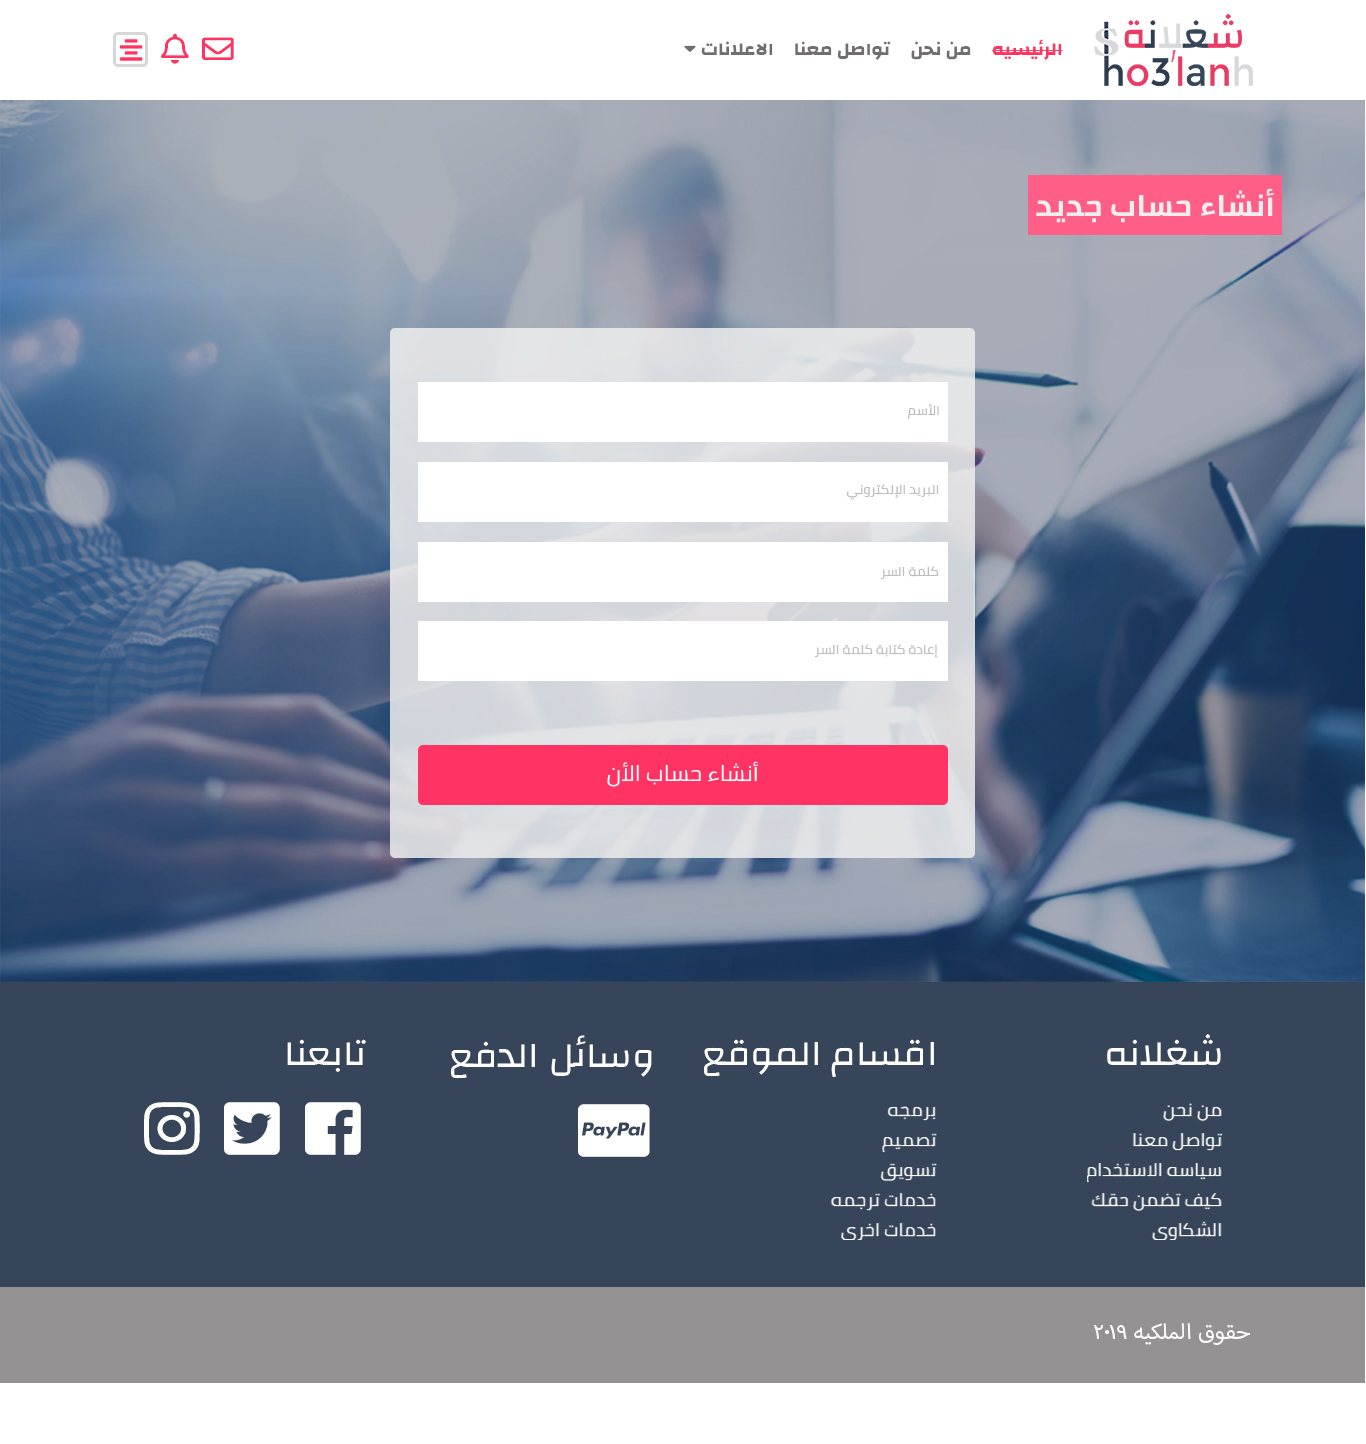 شغلانة
Sho3'lanh
الرئيسيه
من نحن
تواصل معنا
الاعلانات
أنشاء حساب جديد
الأسم
البريد الإلكتروني
كلمة السر
إعادة كتابة كلمة السر
أنشاء حساب الأن
شغلانه
من نحن
تواصل معنا
سياسه الاستخدام
كيف تضمن حقك
الشكاوى
اقسام الموقع
برمجه
تصميم
تسويق
خدمات ترجمه
خدمات اخرى
وسائل الدفع
PayPal
تابعنا
حقوق الملكيه ٢٠١٩